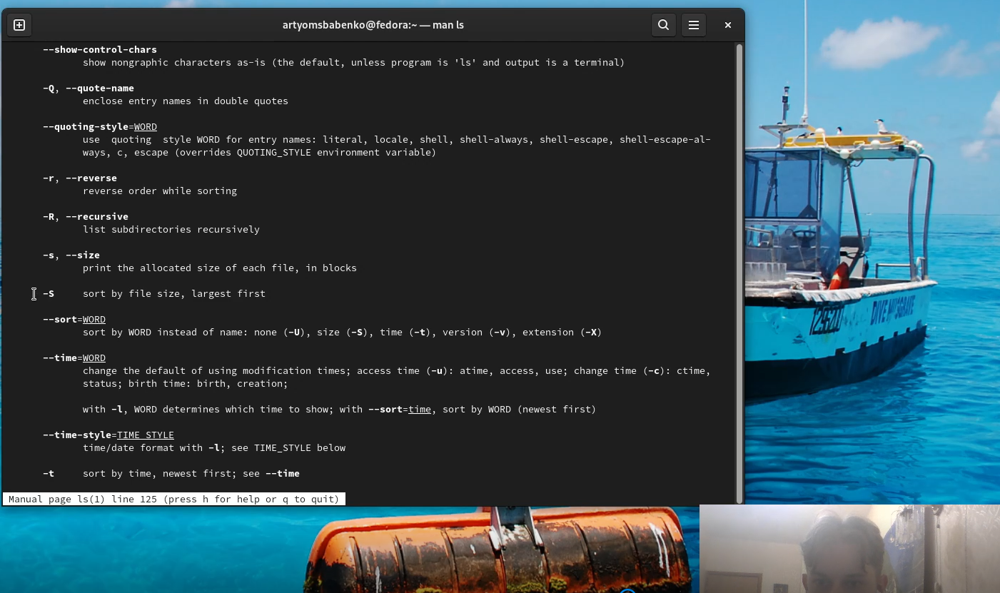 artyomsbabenko@fedora:~ — man ls
--show-control-chars
show nongraphic characters as-is (the default, unless program is 'ls' and output is a terminal)
-Q, --quote-name
enclose entry names in double quotes
--quoting-style=WORD
use  quoting  style WORD for entry names: literal, locale, shell, shell-always, shell-escape, shell-escape-al-
ways, c, escape (overrides QUOTING_STYLE environment variable)
-r, --reverse
reverse order while sorting
-R, --recursive
list subdirectories recursively
-s, --size
print the allocated size of each file, in blocks
-S     sort by file size, largest first
--sort=WORD
sort by WORD instead of name: none (-U), size (-S), time (-t), version (-v), extension (-X)
--time=WORD
change the default of using modification times; access time (-u): atime, access, use; change time (-c): ctime,
status; birth time: birth, creation;
with -l, WORD determines which time to show; with --sort=time, sort by WORD (newest first)
--time-style=TIME_STYLE
time/date format with -l; see TIME_STYLE below
-t     sort by time, newest first; see --time
Manual page ls(1) line 125 (press h for help or q to quit)
DIVE MUSGRAVE